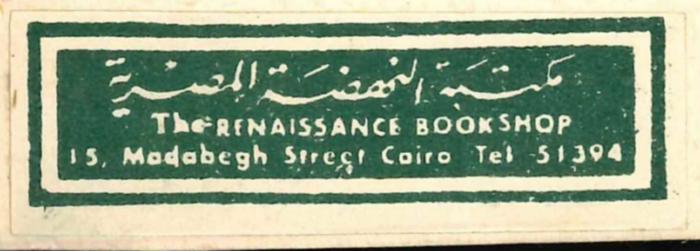 مكتبة النهضة المصرية
The RENAISSANCE BOOKSHOP
15, Madabegh Street Cairo Tel 51394